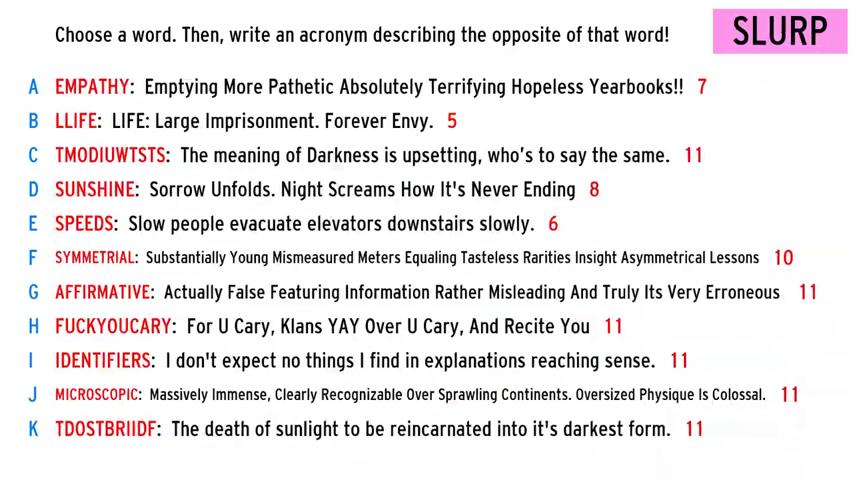 Choose a word. Then, write an acronym describing the opposite of that word!
SLURP
A EMPATHY: Emptying More Pathetic Absolutely Terrifying Hopeless Yearbooks!! 7
B LLIFE: LIFE: Large Imprisonment. Forever Envy. 5
C TMODIUWTSTS: The meaning of Darkness is upsetting, who's to say the same. 11
D SUNSHINE: Sorrow Unfolds. Night Screams How It's Never Ending 8
E SPEEDS: Slow people evacuate elevators downstairs slowly. 6
F SYMMETRIAL: Substantially Young Mismeasured Meters Equaling Tasteless Rarities Insight Asymmetrical Lessons 10
G AFFIRMATIVE: Actually False Featuring Information Rather Misleading And Truly Its Very Erroneous 11
H FUCKYOUCARY: For U Cary, Klans YAY Over U Cary, And Recite You 11
I IDENTIFIERS: I don't expect no things I find in explanations reaching sense. 11
J MICROSCOPIC: Massively Immense, Clearly Recognizable Over Sprawling Continents. Oversized Physique Is Colossal. 11
K TDOSTBRIIDF: The death of sunlight to be reincarnated into it's darkest form. 11